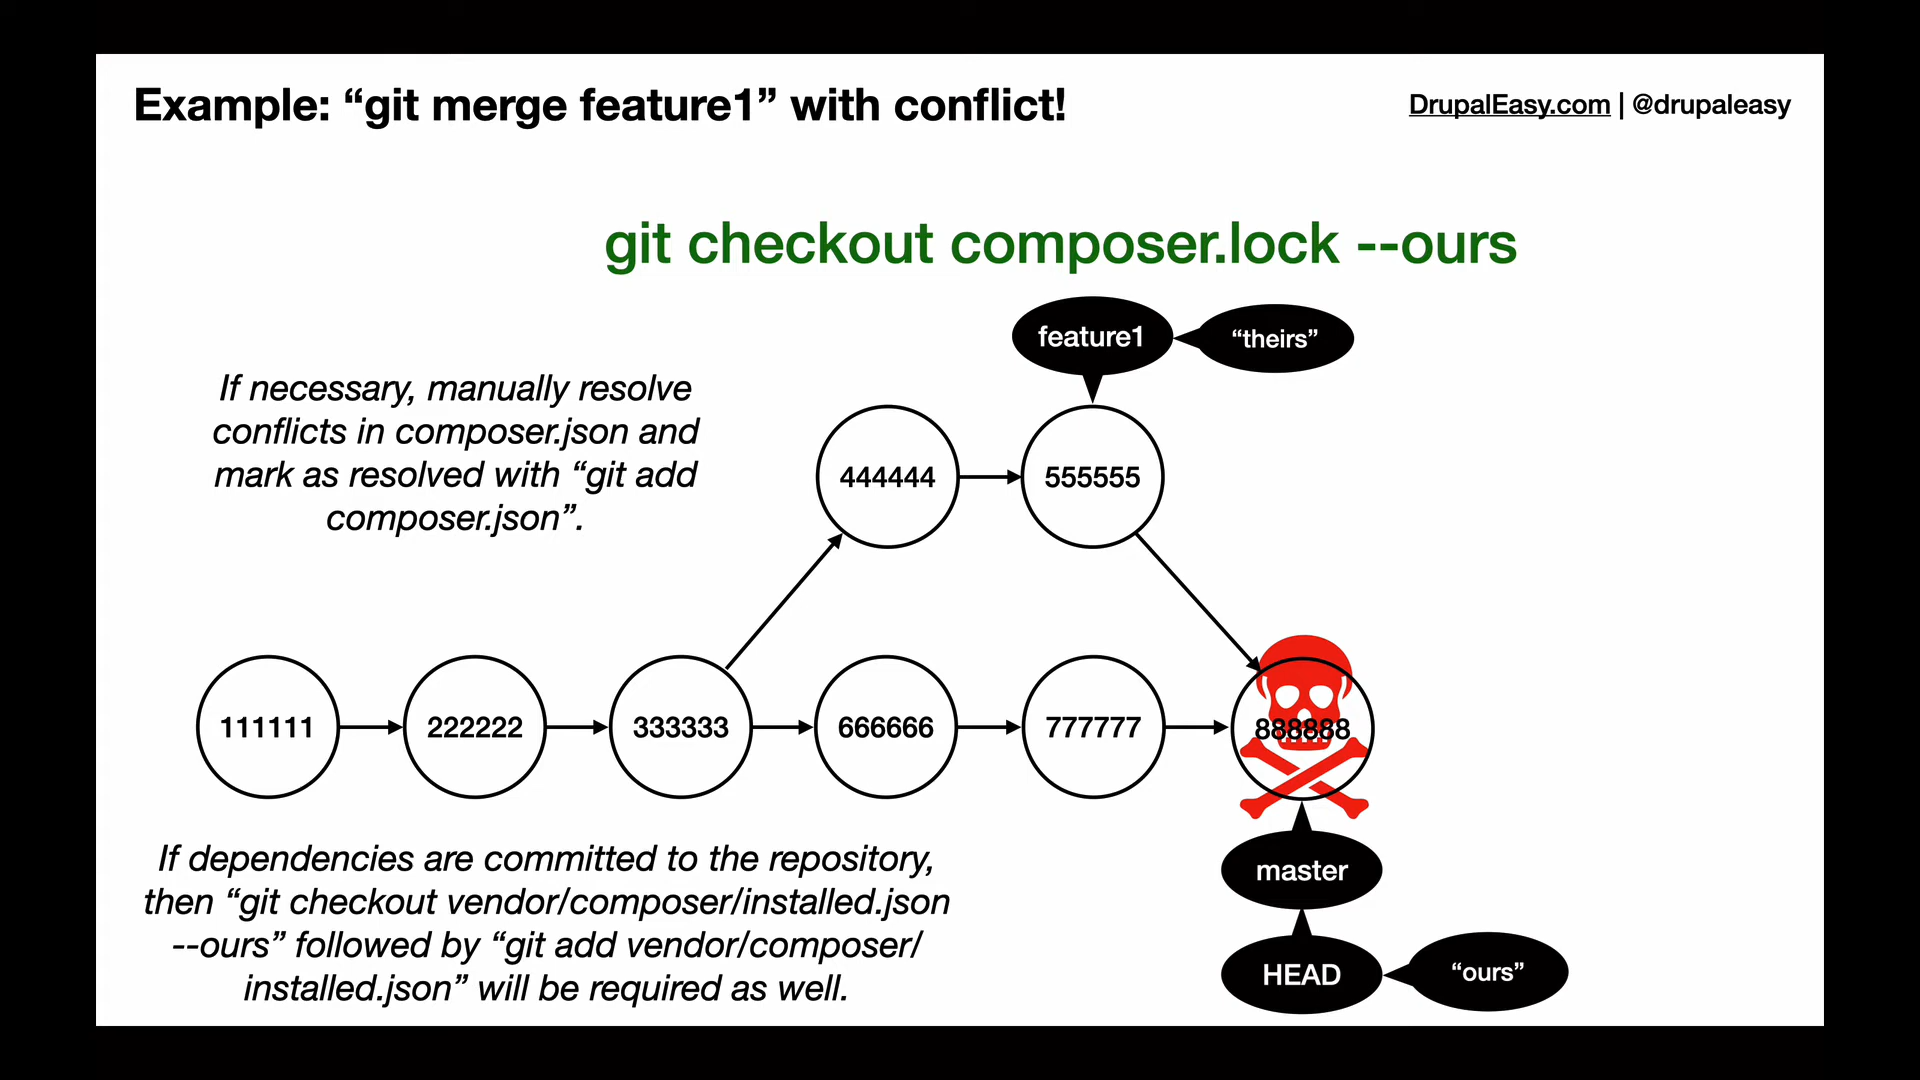 Example: “git merge feature1” with conflict!
DrupalEasy.com | @drupaleasy
git checkout composer.lock --ours
feature1
“theirs”
If necessary, manually resolve
conflicts in composer.json and
mark as resolved with “git add
composer.json”.
444444
555555
111111
222222
333333
666666
777777
888888
If dependencies are committed to the repository,
then “git checkout vendor/composer/installed.json
--ours” followed by “git add vendor/composer/
installed.json” will be required as well.
master
HEAD
“ours”